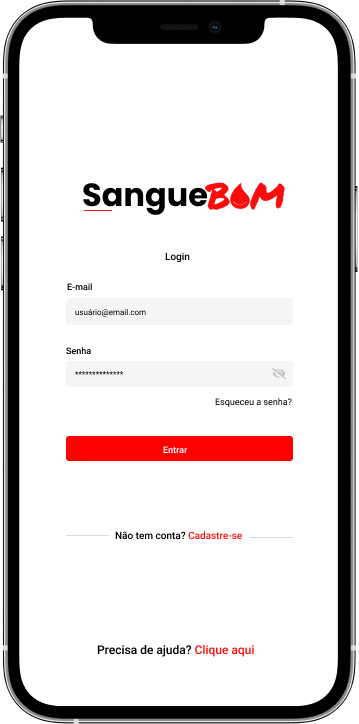 SangueBOM
Login
E-mail
usuário@email.com
Senha
**************
Esqueceu a senha?
Entrar
Não tem conta? Cadastre-se
Precisa de ajuda? Clique aqui